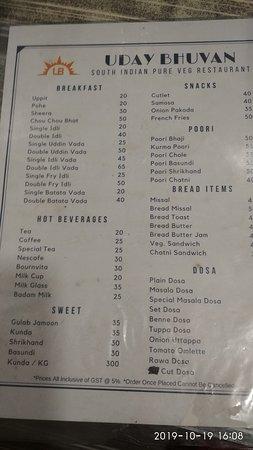 LB
UDAY BHUVAN
SOUTH INDIAN PURE VEG RESTAURANT
BREAKFAST
Uppit 20
Pohe 20
Sheera 30
Chou Chou Bhat 50
Single Idli 20
Double Idli 40
Single Uddin Vada 25
Double Uddin Vada 50
Single Idli Vada 45
Double Idli Vada 65
Single Fry Idli 25
Double Fry Idli 50
Single Batata Vada 20
Double Batata Vada 40
HOT BEVERAGES
Tea 20
Coffee 25
Special Tea 25
Nescafe 30
Bournvita 30
Milk Cup 20
Milk Glass 35
Badam Milk 25
SWEET
Gulab Jamoon 35
Kunda 35
Shrikhand 30
Basundi 30
Kunda / KG 300
SNACKS
Cutlet 40
Samosa 40
Onion Pakoda
French Fries
POORI
Poori Bhaji
Kurma Poori
Poori Chole
Poori Basundi
Poori Shrikhand
Poori Chatni
BREAD ITEMS
Missal
Bread Missal
Bread Toast
Bread Butter
Bread Butter Jam
Veg. Sandwich
Chatni Sandwich
DOSA
Plain Dosa
Masala Dosa
Special Masala Dosa
Set Dosa
Benne Dosa
Tuppa Dosa
Onion Uttappa
Tomato Omlette
Rawa Dosa
Cut Dosa
*Prices All Inclusive of GST @ 5% *Order Once Placed Cannot Be Cancelled
2019-10-19 16:08